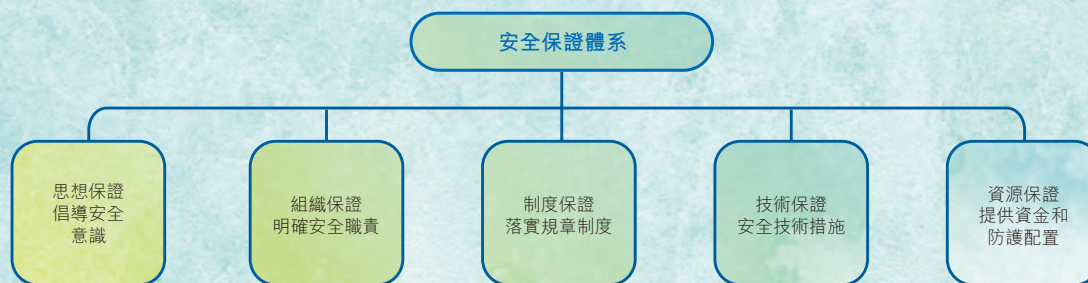 安全保證體系
思想保證
倡導安全
意識
組織保證
明確安全職責
制度保證
落實規章制度
技術保證
安全技術措施
資源保證
提供資金和
防護配置